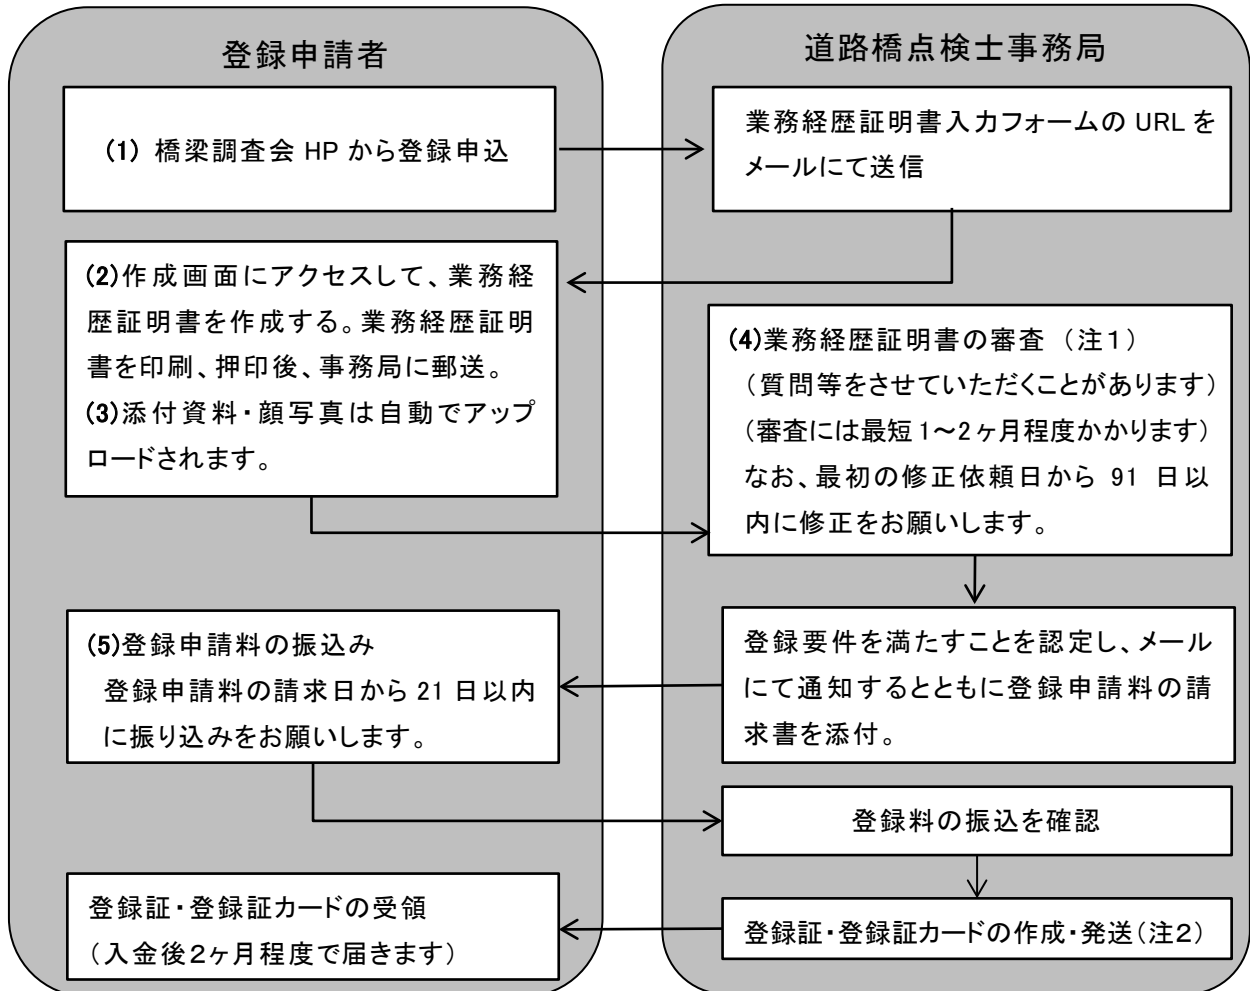 登録申請者
道路橋点検士事務局
(1) 橋梁調査会 HP から登録申込
業務経歴証明書入力フォームの URL を
メールにて送信
(2)作成画面にアクセスして、業務経
歴証明書を作成する。業務経歴証明
書を印刷、押印後、事務局に郵送。
(3)添付資料・顔写真は自動でアップ
ロードされます。
(4)業務経歴証明書の審査 (注1)
(質問等をさせていただくことがあります)
(審査には最短 1～2ヶ月程度かかります)
なお、最初の修正依頼日から 91 日以
内に修正をお願いします。
登録要件を満たすことを認定し、メール
にて通知するとともに登録申請料の請
求書を添付。
(5)登録申請料の振込み
登録申請料の請求日から 21 日以内
に振り込みをお願いします。
登録料の振込を確認
登録証・登録証カードの作成・発送(注2)
登録証・登録証カードの受領
(入金後2ヶ月程度で届きます)